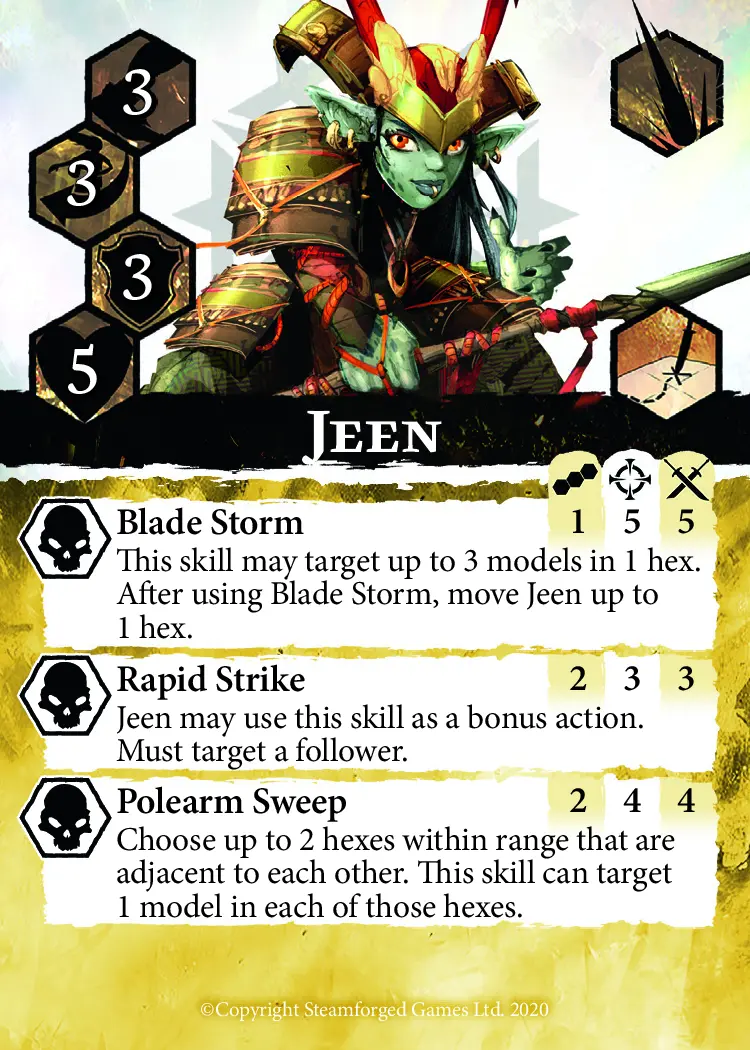 3
3
3
5
Jeen
Blade Storm 1 5 5
This skill may target up to 3 models in 1 hex.
After using Blade Storm, move Jeen up to
1 hex.
Rapid Strike 2 3 3
Jeen may use this skill as a bonus action.
Must target a follower.
Polearm Sweep 2 4 4
Choose up to 2 hexes within range that are
adjacent to each other. This skill can target
1 model in each of those hexes.
©Copyright Steamforged Games Ltd. 2020